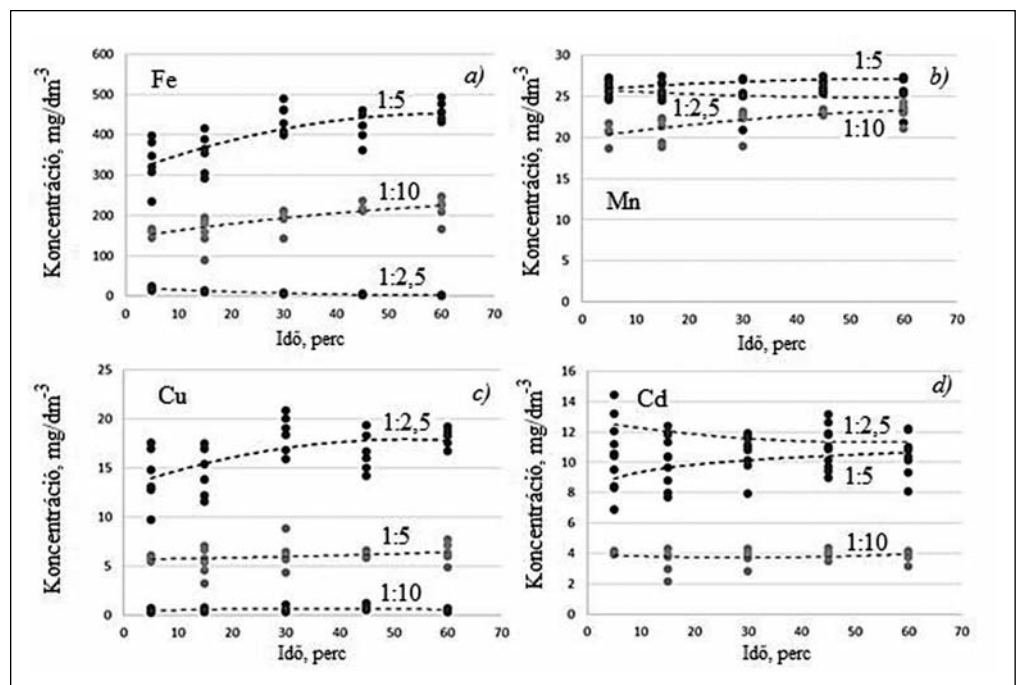 Fe
a)
Koncentráció, mg/dm⁻³
600
500
400
300
200
100
0
1:5
1:10
1:2,5
0 10 20 30 40 50 60 70
Idő, perc
b)
Koncentráció, mg/dm⁻³
30
25
20
15
10
5
0
1:5
1:2,5
1:10
Mn
0 10 20 30 40 50 60 70
Idő, perc
Cu
c)
Koncentráció, mg/dm⁻³
25
20
15
10
5
0
1:2,5
1:5
1:10
0 10 20 30 40 50 60 70
Idő, perc
Cd
d)
Koncentráció, mg/dm⁻³
16
14
12
10
8
6
4
2
0
1:2,5
1:5
1:10
0 10 20 30 40 50 60 70
Idő, perc